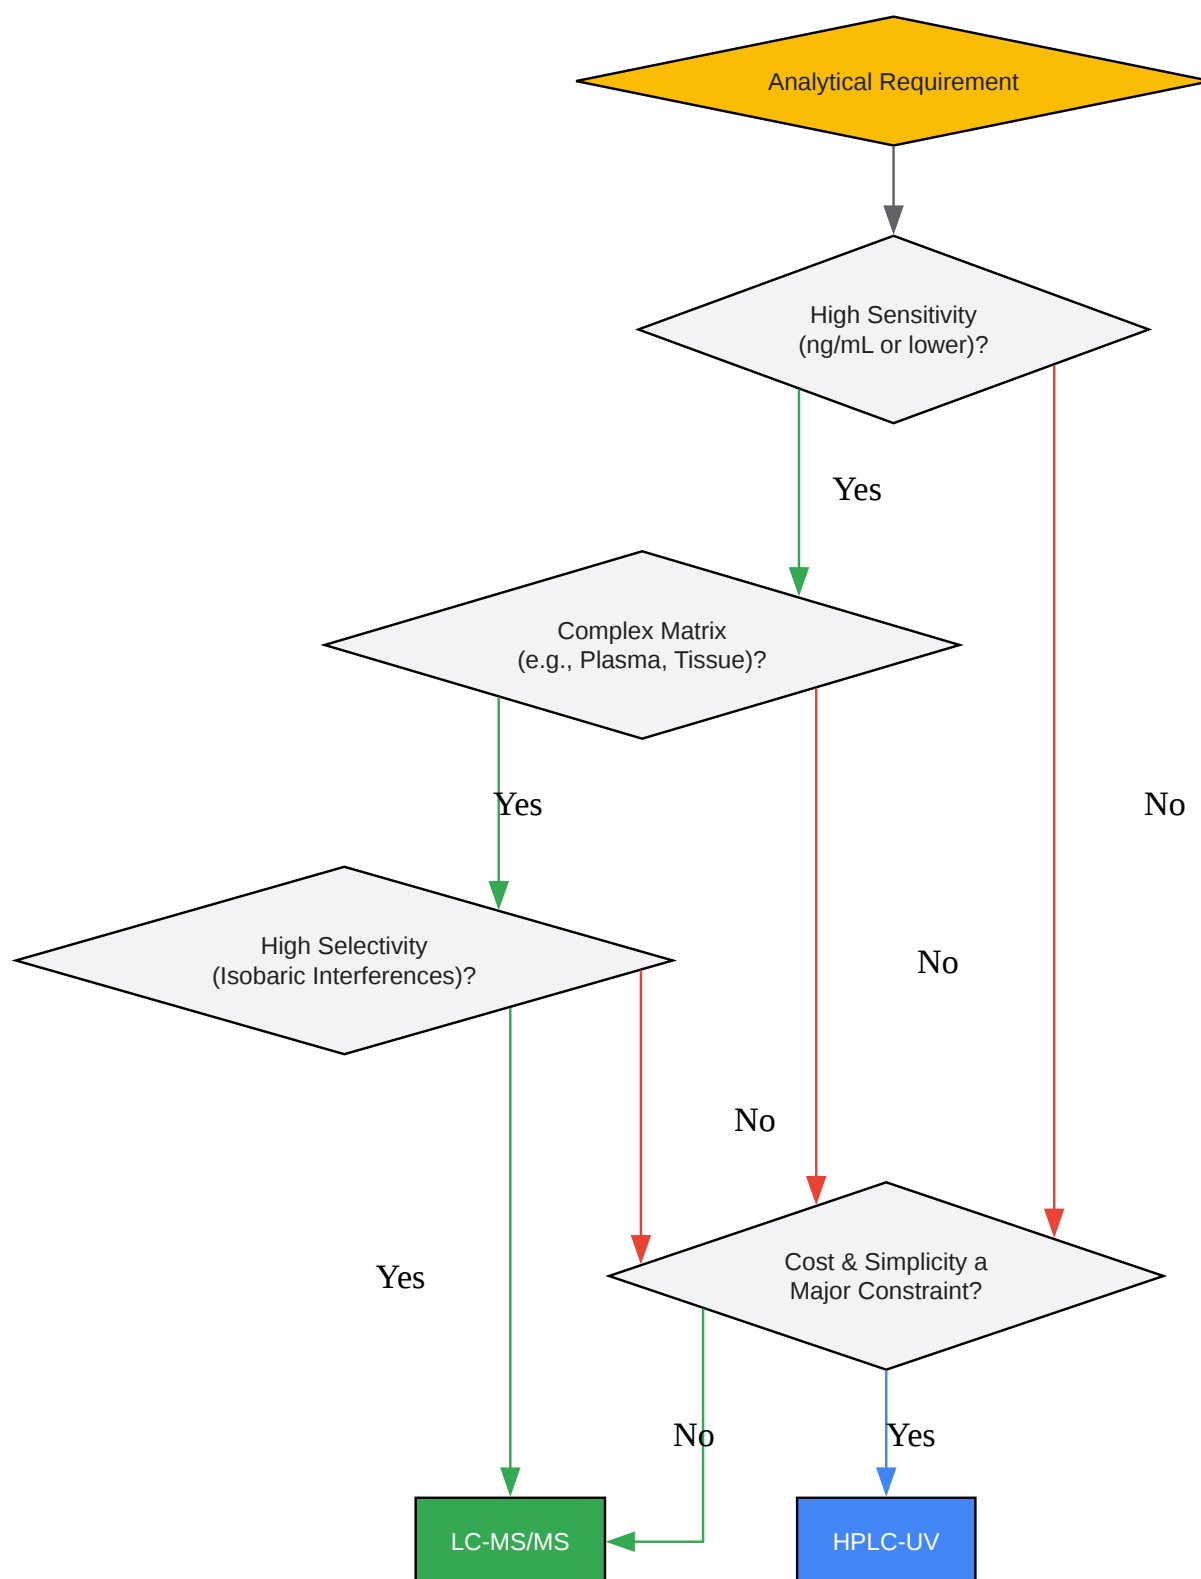 Analytical Requirement
High Sensitivity
(ng/mL or lower)?
Yes
Complex Matrix
(e.g., Plasma, Tissue)?
Yes
No
High Selectivity
(Isobaric Interferences)?
No
No
Yes
Cost & Simplicity a
Major Constraint?
No
Yes
LC-MS/MS
HPLC-UV